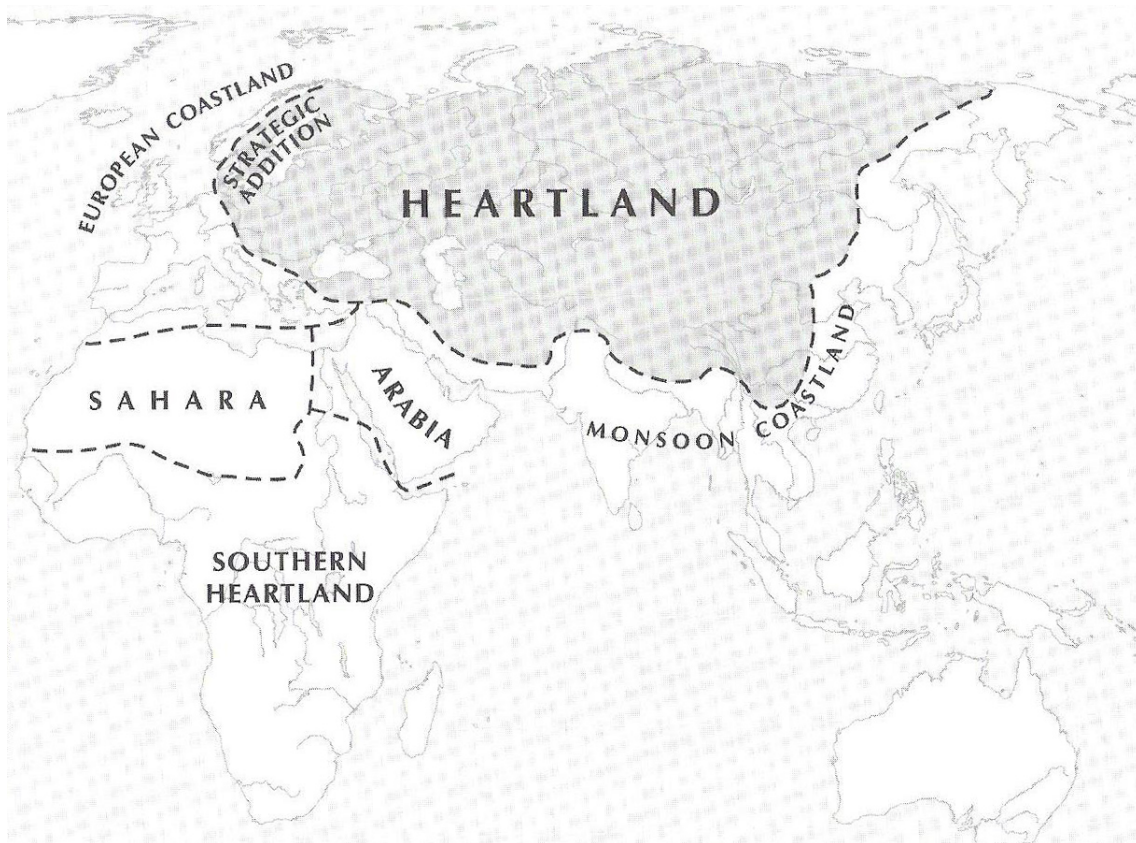 EUROPEAN COASTLAND
STRATEGIC
ADDITION
HEARTLAND
SAHARA
ARABIA
MONSOON COASTLAND
SOUTHERN
HEARTLAND